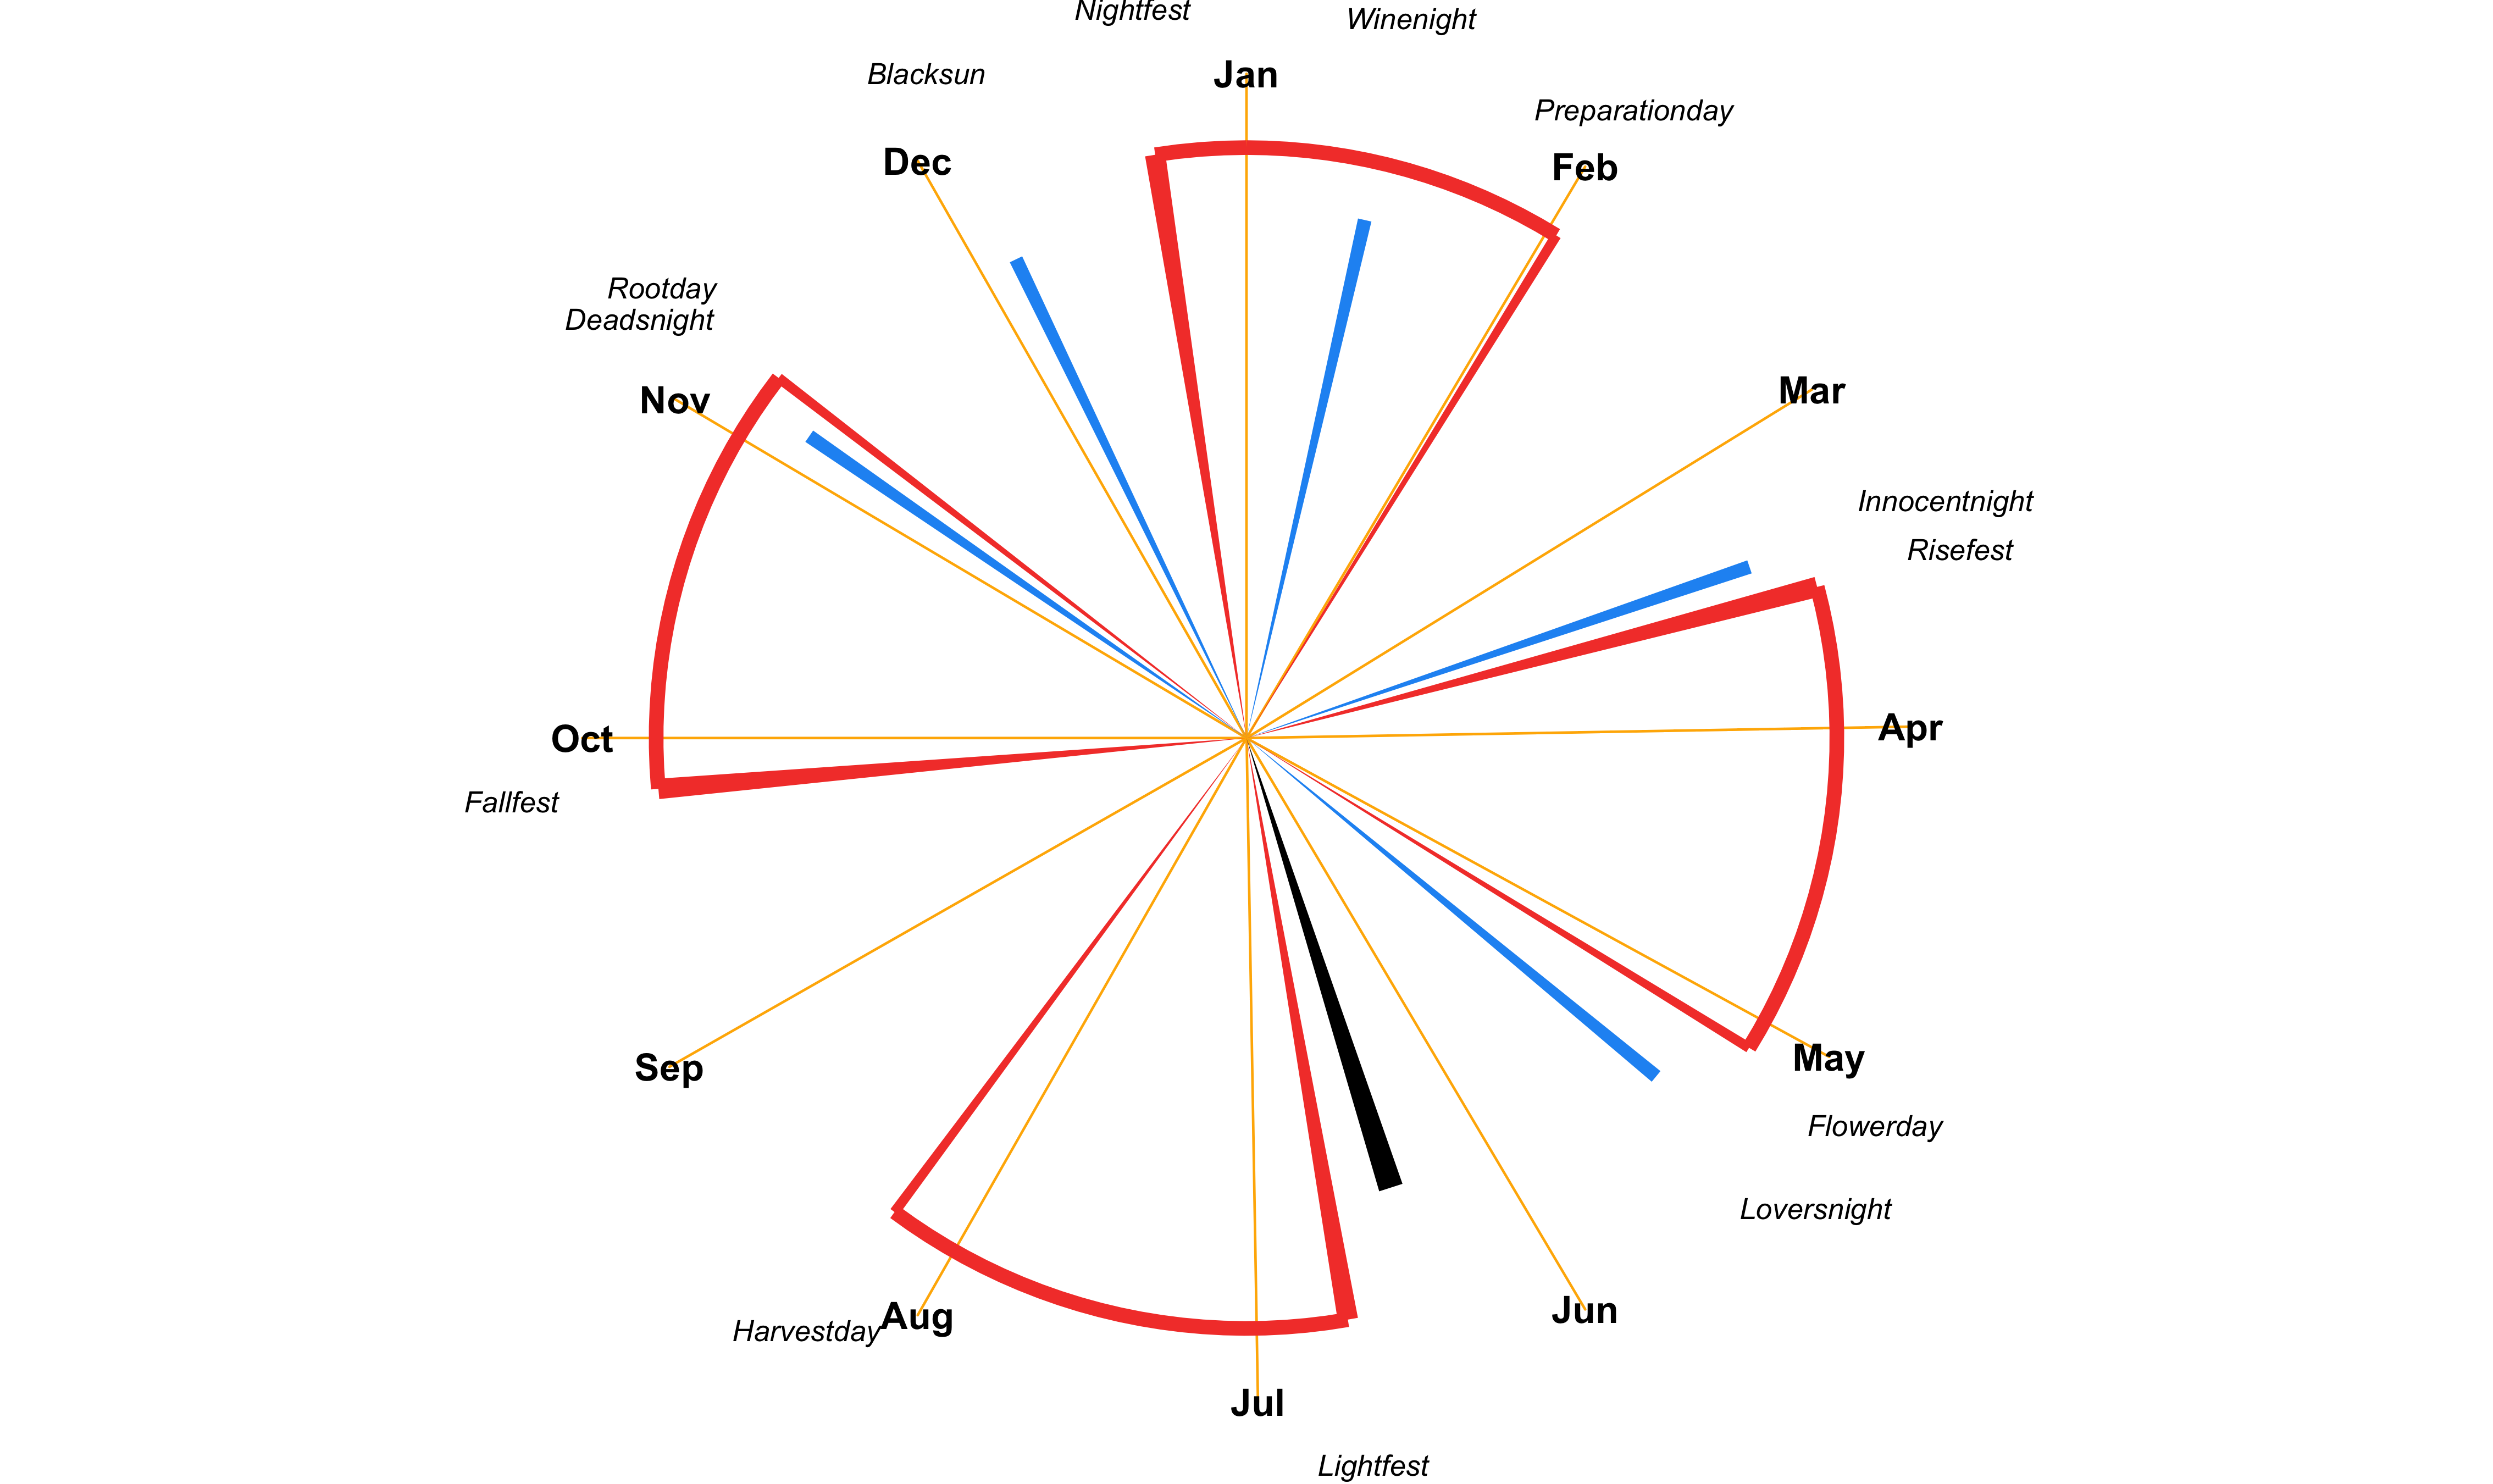 Nightfest
Winenight
Blacksun
Jan
Preparationday
Dec
Feb
Rootday
Deadsnight
Nov
Mar
Innocentnight
Risefest
Oct
Apr
Fallfest
Sep
May
Flowerday
Loversnight
Harvestday
Aug
Jun
Jul
Lightfest